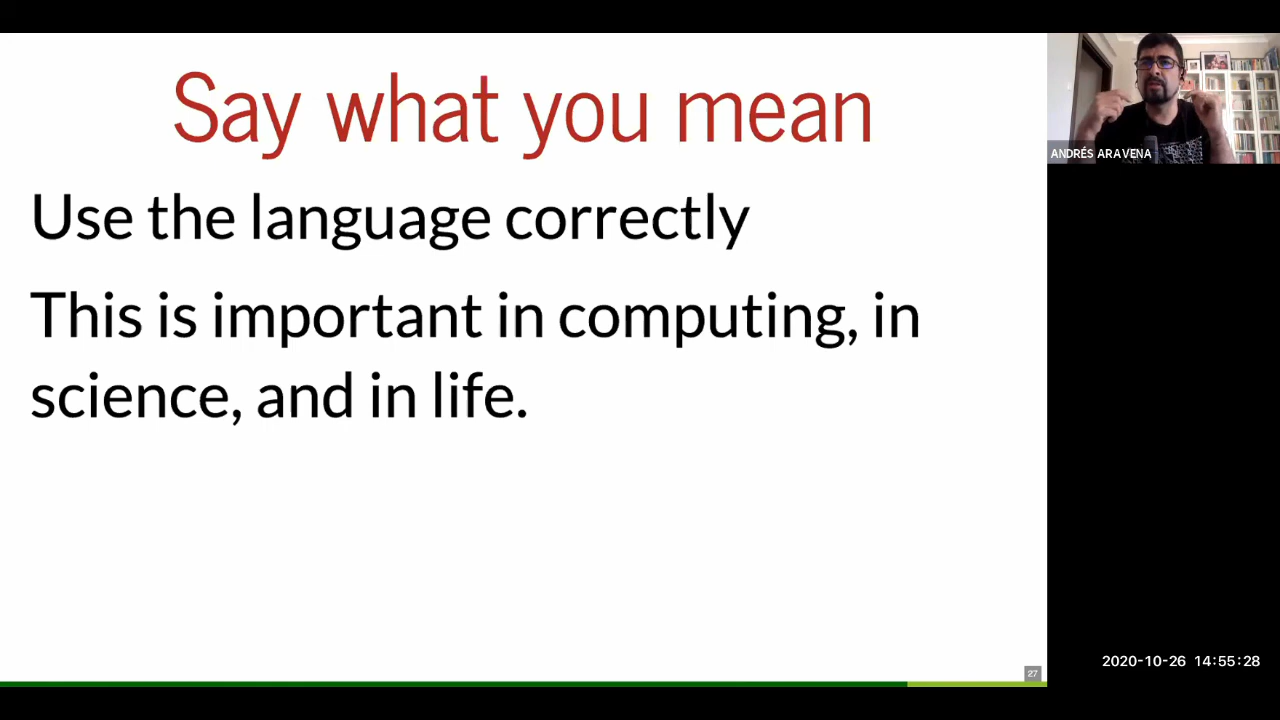 Say what you mean
Use the language correctly
This is important in computing, in
science, and in life.
27
ANDRÉS ARAVENA
2020-10-26 14:55:28